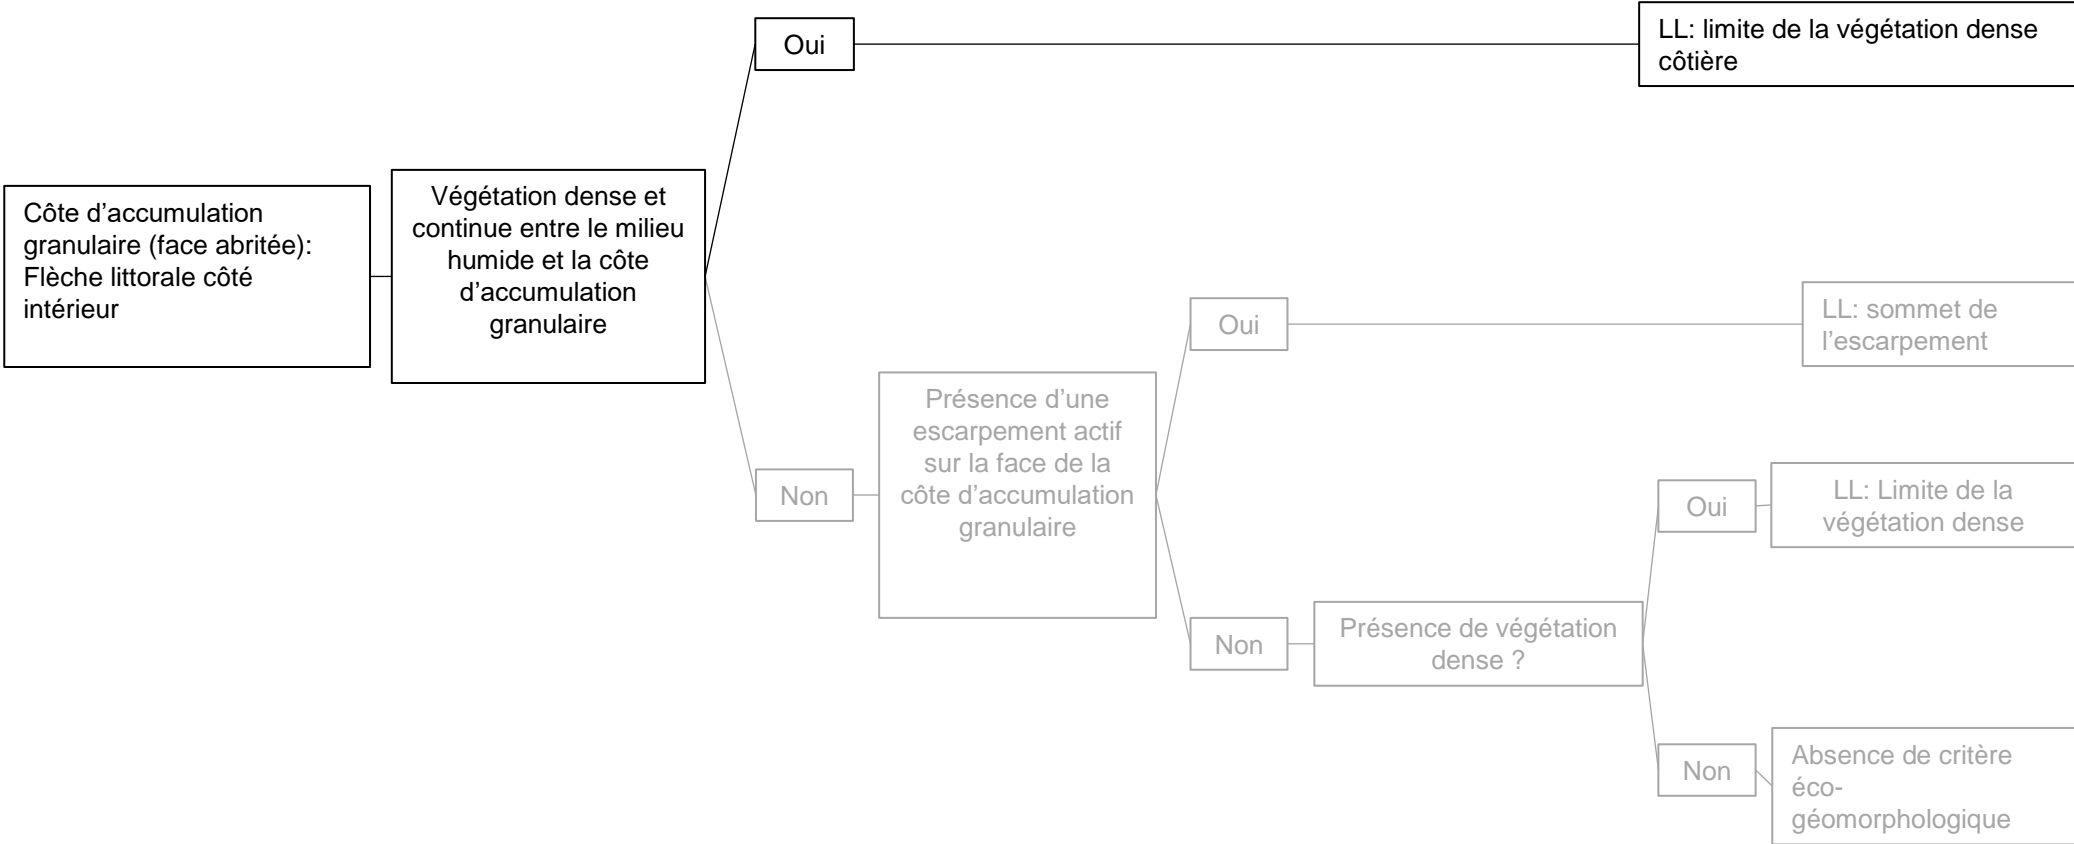 Oui
LL: limite de la végétation dense
côtière
Côte d’accumulation
granulaire (face abritée):
Flèche littorale côté
intérieur
Végétation dense et
continue entre le milieu
humide et la côte
d’accumulation
granulaire
Oui
LL: sommet de
l’escarpement
Non
Présence d’une
escarpement actif
sur la face de la
côte d’accumulation
granulaire
Oui
LL: Limite de la
végétation dense
Non
Présence de végétation
dense ?
Non
Absence de critère
éco-
géomorphologique